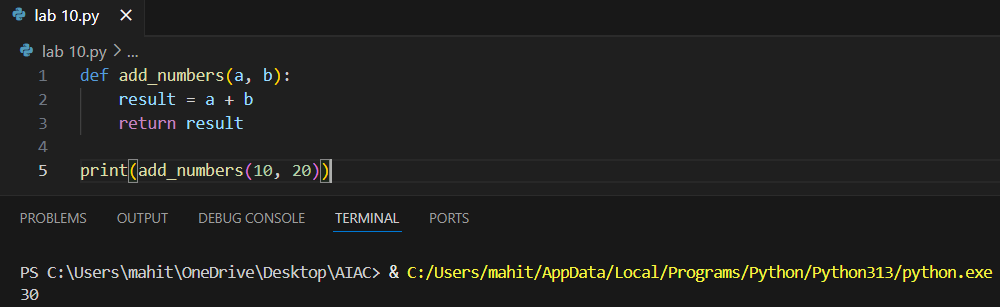 lab 10.py
lab 10.py > ...
1 def add_numbers(a, b):
2     result = a + b
3     return result
4
5 print(add_numbers(10, 20))
PROBLEMS OUTPUT DEBUG CONSOLE TERMINAL PORTS
PS C:\Users\mahit\OneDrive\Desktop\AIAC> & C:/Users/mahit/AppData/Local/Programs/Python/Python313/python.exe
30